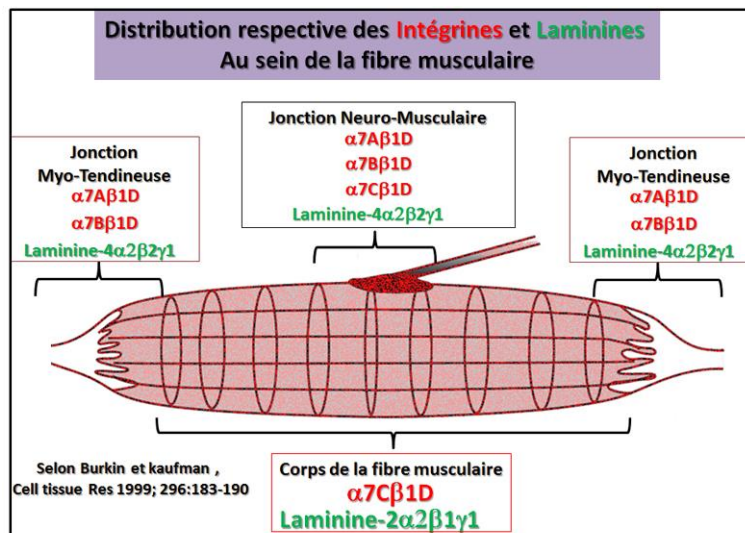 Distribution respective des Intégrines et Laminines
Au sein de la fibre musculaire
Jonction
Myo-Tendineuse
α7Aβ1D
α7Bβ1D
Laminine-4α2β2γ1
Jonction Neuro-Musculaire
α7Aβ1D
α7Bβ1D
α7Cβ1D
Laminine-4α2β2γ1
Jonction
Myo-Tendineuse
α7Aβ1D
α7Bβ1D
Laminine-4α2β2γ1
Selon Burkin et kaufman ,
Cell tissue Res 1999; 296:183-190
Corps de la fibre musculaire
α7Cβ1D
Laminine-2α2β1γ1